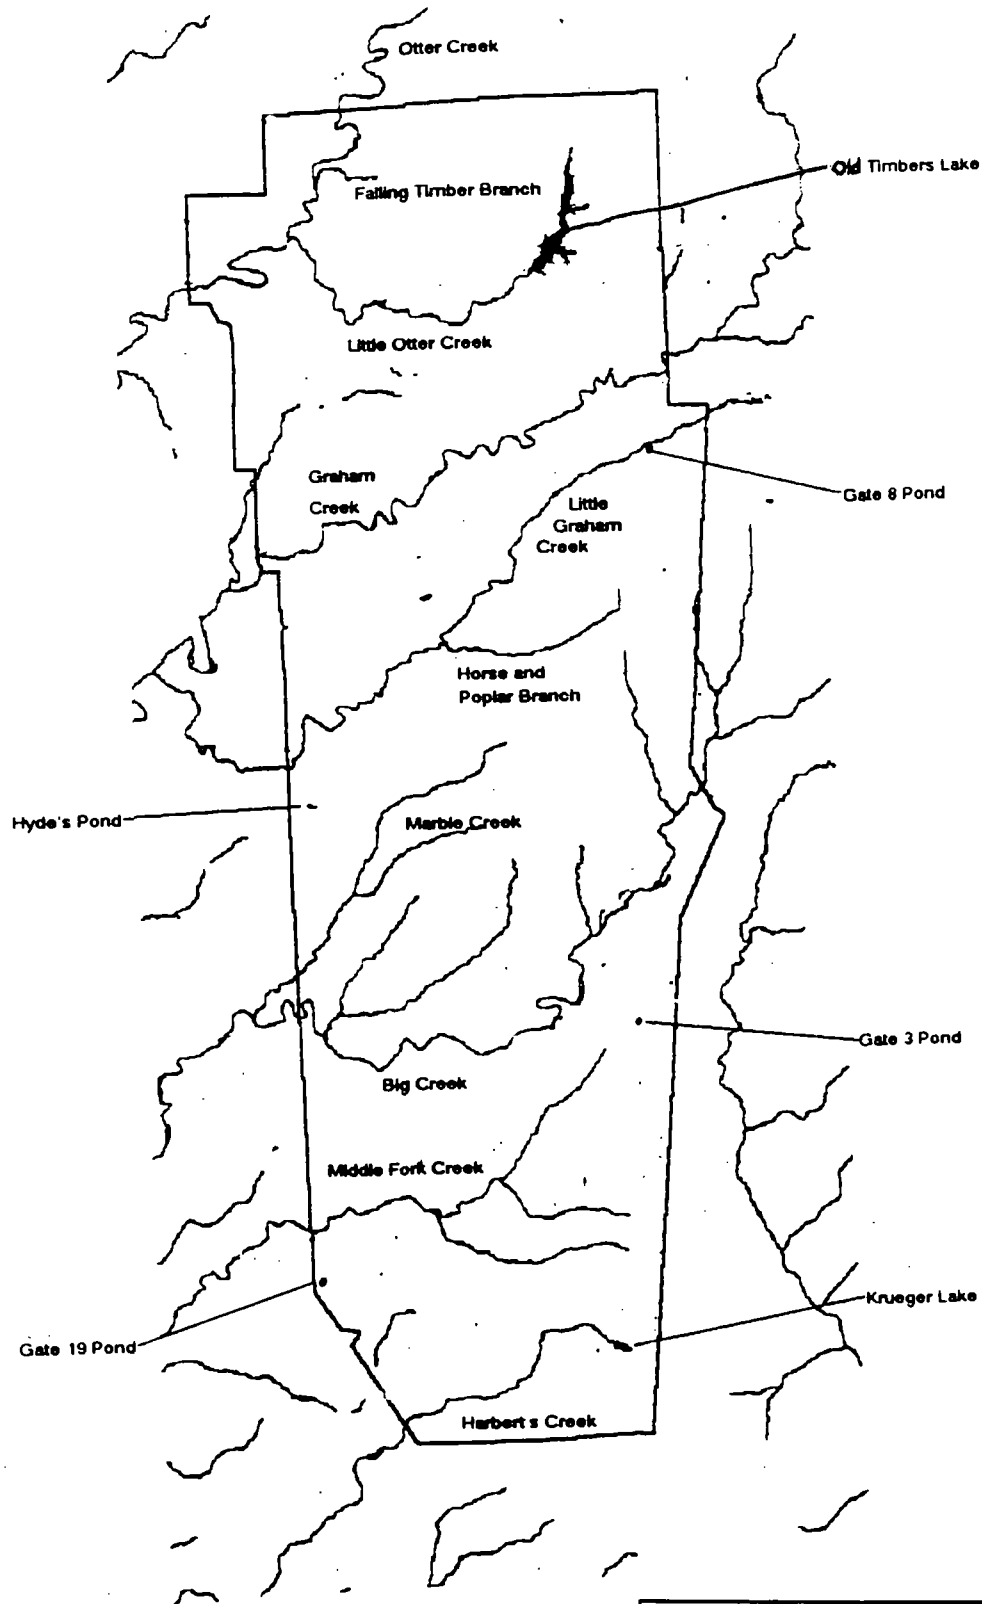 Otter Creek
Old Timbers Lake
Falling Timber Branch
Little Otter Creek
Graham
Creek
Gate 8 Pond
Little
Graham
Creek
Horse and
Poplar Branch
Hyde's Pond
Marble Creek
Gate 3 Pond
Big Creek
Middle Fork Creek
Krueger Lake
Gate 19 Pond
Harbert's Creek